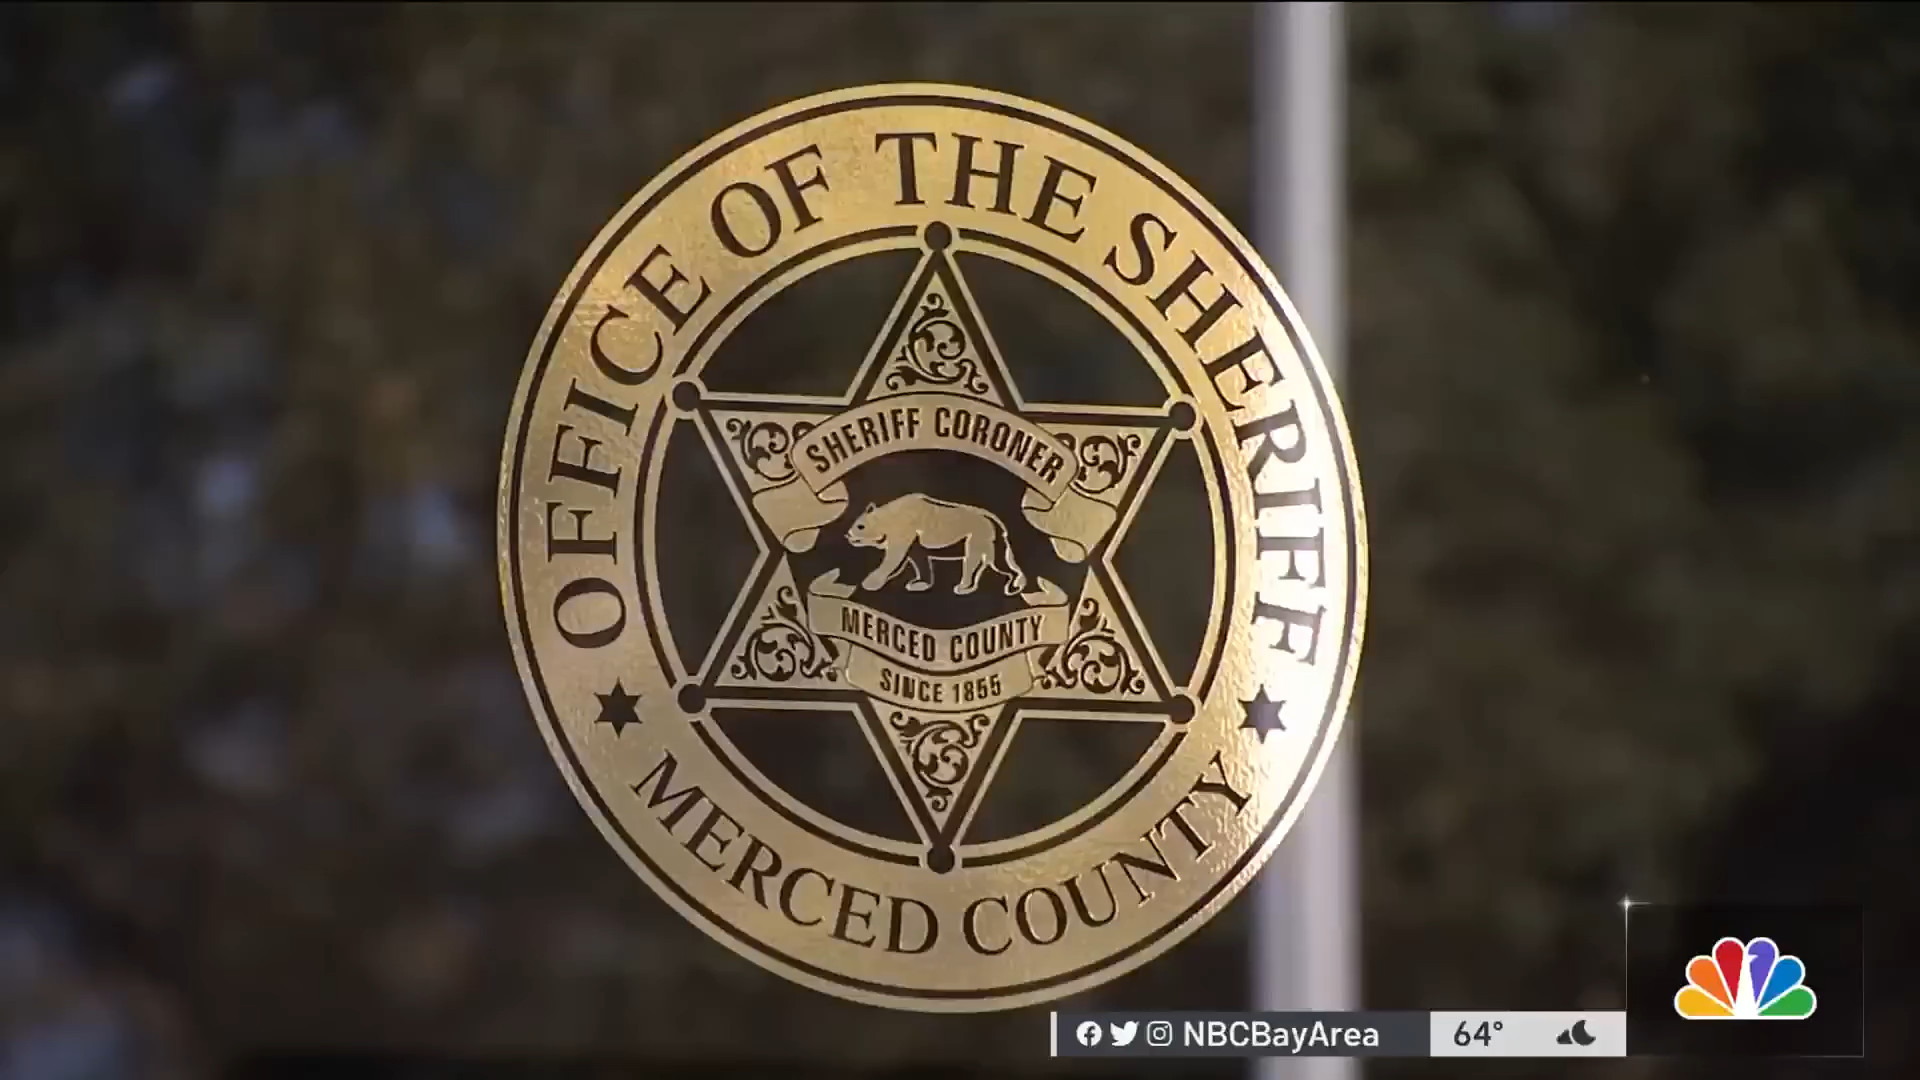 OFFICE OF THE SHERIFF
SHERIFF CORONER
MERCED COUNTY
SINCE 1855
MERCED COUNTY
NBCBayArea
64°